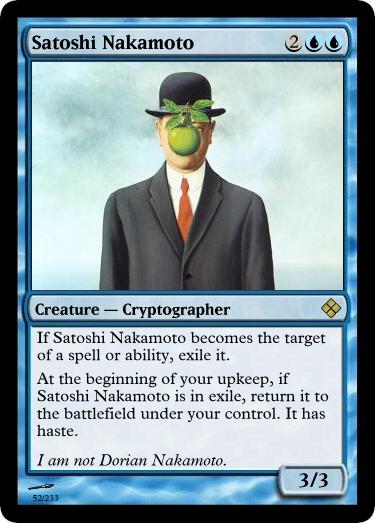 Satoshi Nakamoto 2
Creature — Cryptographer
If Satoshi Nakamoto becomes the target
of a spell or ability, exile it.
At the beginning of your upkeep, if
Satoshi Nakamoto is in exile, return it to
the battlefield under your control. It has
haste.
I am not Dorian Nakamoto.
3/3
52/233